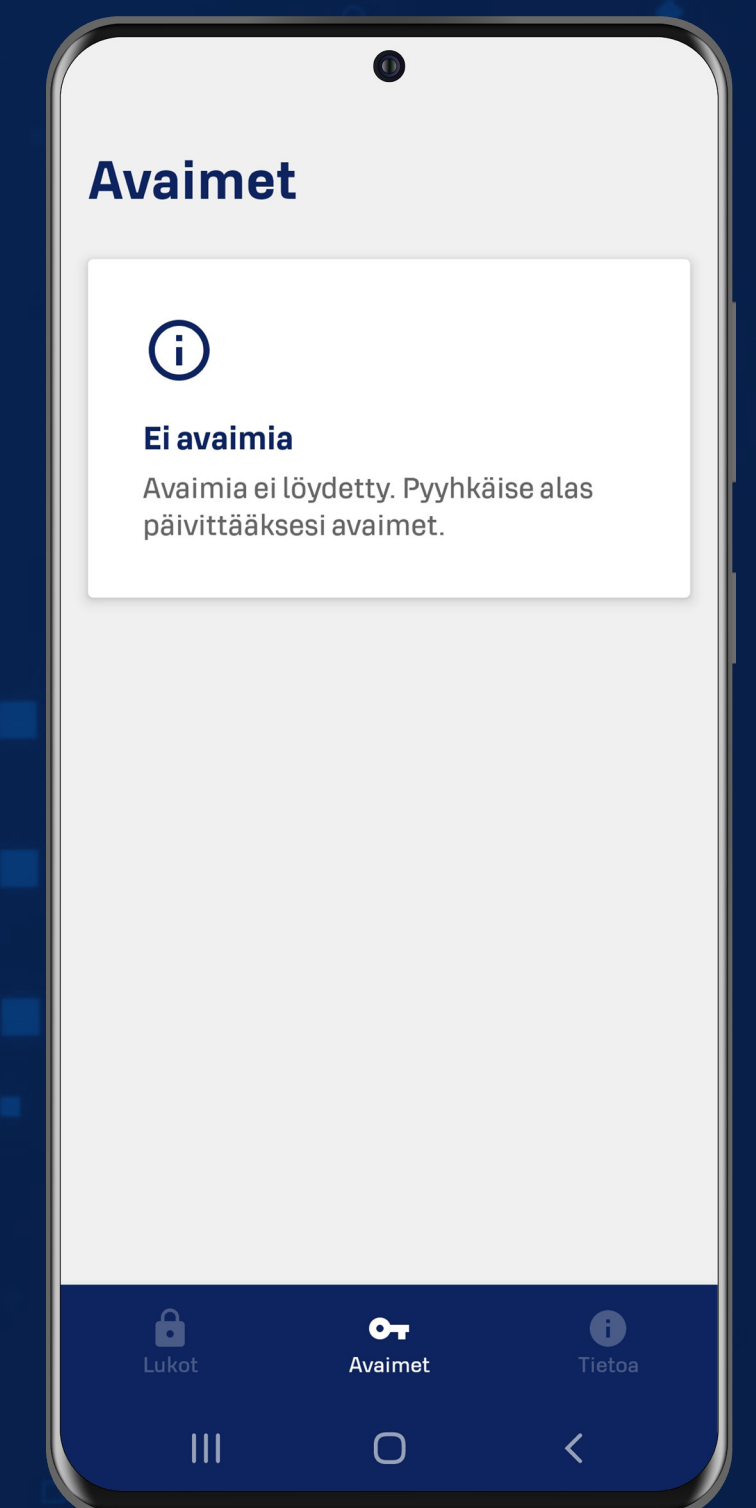 Avaimet
Ei avaimia
Avaimia ei löydetty. Pyyhkäise alas
päivittääksesi avaimet.
Lukot
Avaimet
Tietoa